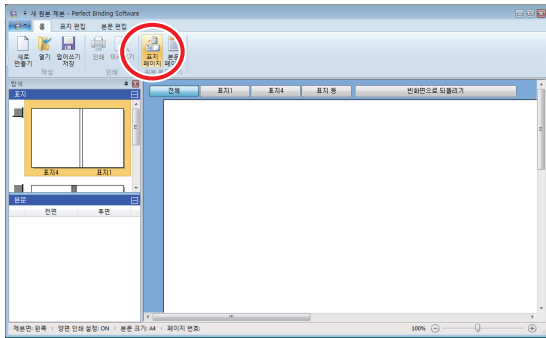 새 원본 제본 - Perfect Binding Software
홈 표지 편집 본문 편집
새로 만들기 열기 덮어쓰기 저장 인쇄 표지 페이지 본문
작성 인쇄
탐색
표지
전체 표지1 표지4 표지 등 빈화면으로 되돌리기
표지4 표지1
본문
전면 후면
제본면: 왼쪽 양면 인쇄 설정: ON 본문 크기: A4 페이지 번호: 100%